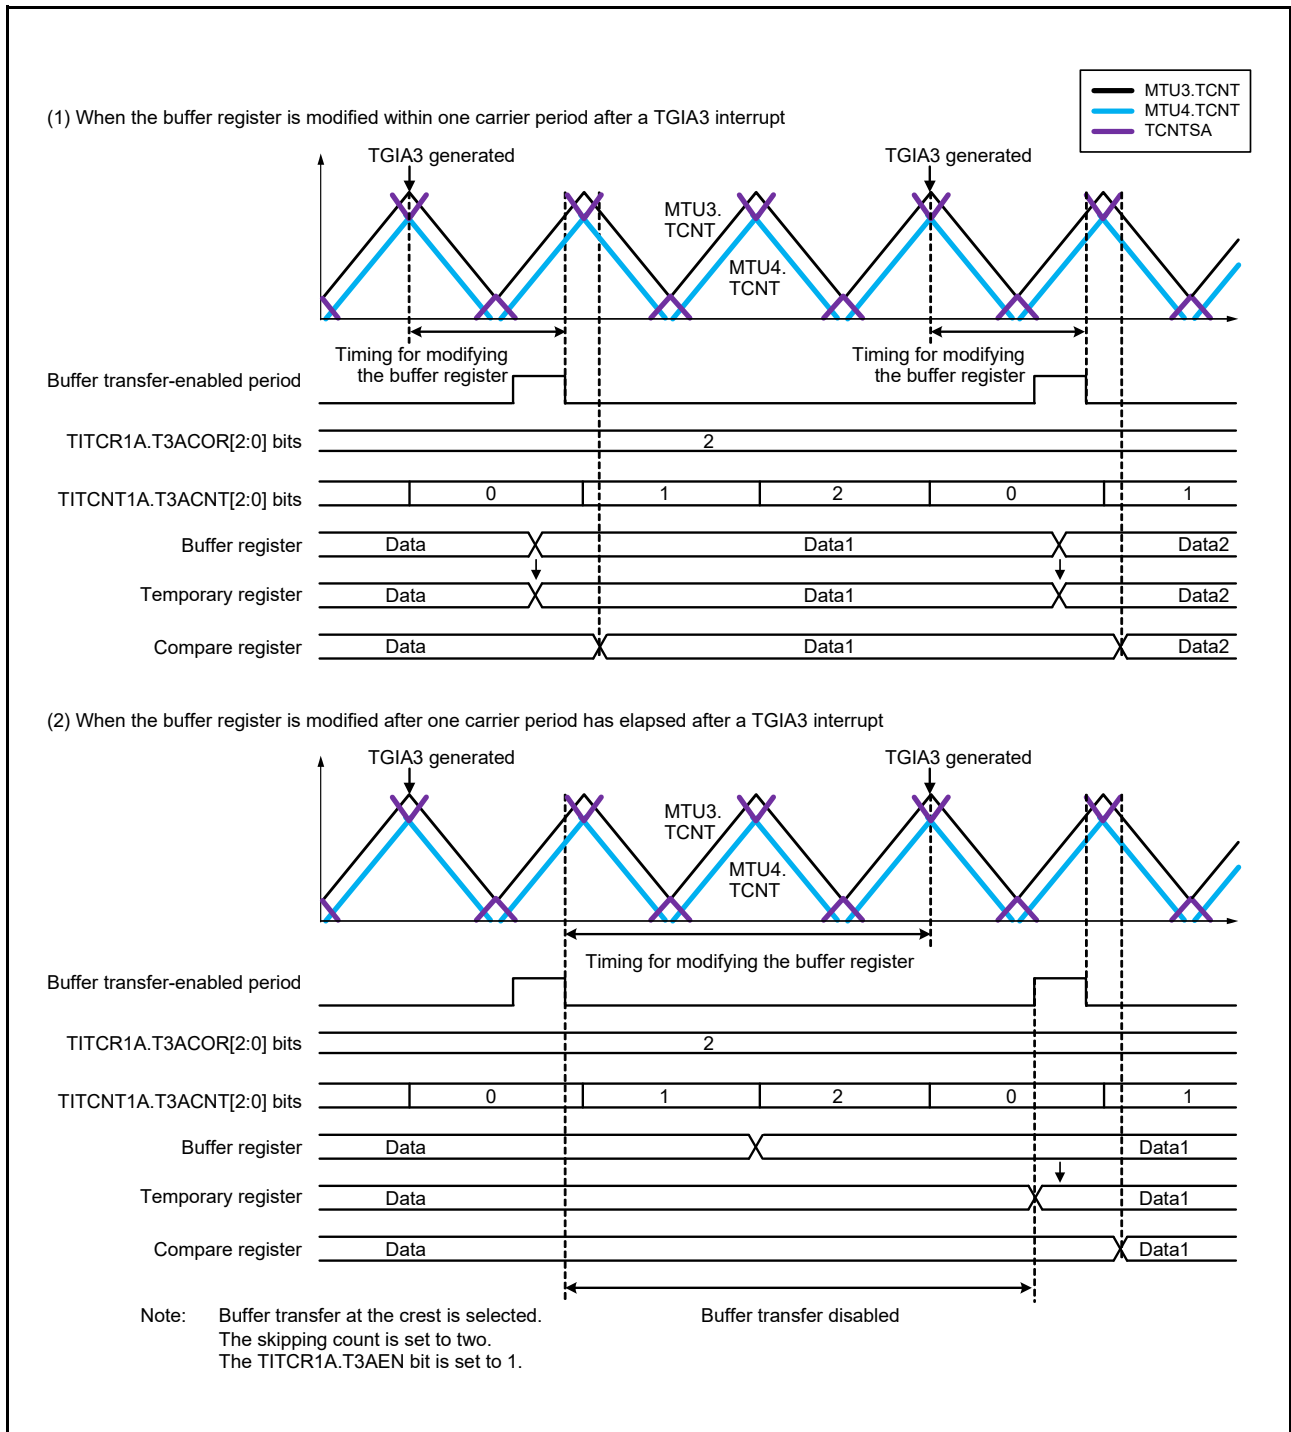 MTU3.TCNT
MTU4.TCNT
TCNTSA
(1) When the buffer register is modified within one carrier period after a TGIA3 interrupt
TGIA3 generated
TGIA3 generated
MTU3.
TCNT
MTU4.
TCNT
Timing for modifying
the buffer register
Timing for modifying
the buffer register
Buffer transfer-enabled period
TITCR1A.T3ACOR[2:0] bits
2
TITCNT1A.T3ACNT[2:0] bits
0
1
2
0
1
Buffer register
Data
Data1
Data2
Temporary register
Data
Data1
Data2
Compare register
Data
Data1
Data2
(2) When the buffer register is modified after one carrier period has elapsed after a TGIA3 interrupt
TGIA3 generated
TGIA3 generated
MTU3.
TCNT
MTU4.
TCNT
Timing for modifying the buffer register
Buffer transfer-enabled period
TITCR1A.T3ACOR[2:0] bits
2
TITCNT1A.T3ACNT[2:0] bits
0
1
2
0
1
Buffer register
Data
Data1
Temporary register
Data
Data1
Compare register
Data
Data1
Buffer transfer disabled
Note: Buffer transfer at the crest is selected.
The skipping count is set to two.
The TITCR1A.T3AEN bit is set to 1.